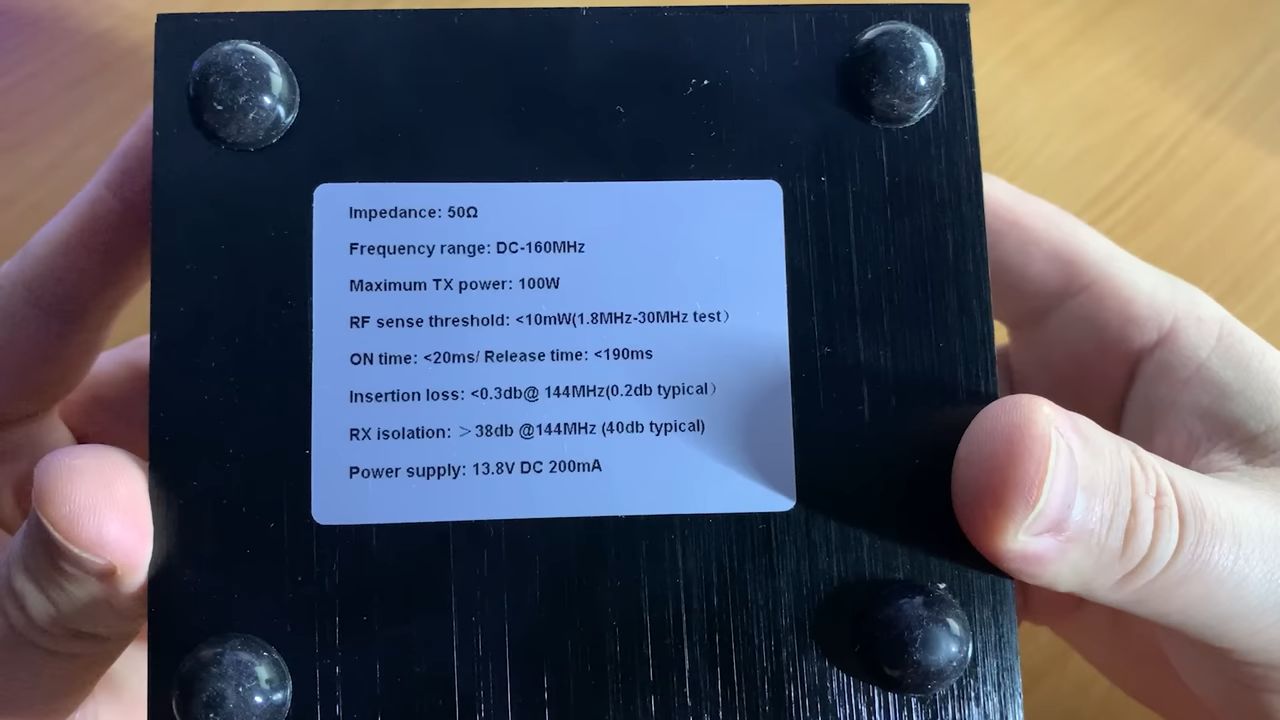 Impedance: 50Ω
Frequency range: DC-160MHz
Maximum TX power: 100W
RF sense threshold: <10mW(1.8MHz-30MHz test）
ON time: <20ms/ Release time: <190ms
Insertion loss: <0.3db@ 144MHz(0.2db typical）
RX isolation: ＞38db @144MHz (40db typical)
Power supply: 13.8V DC 200mA